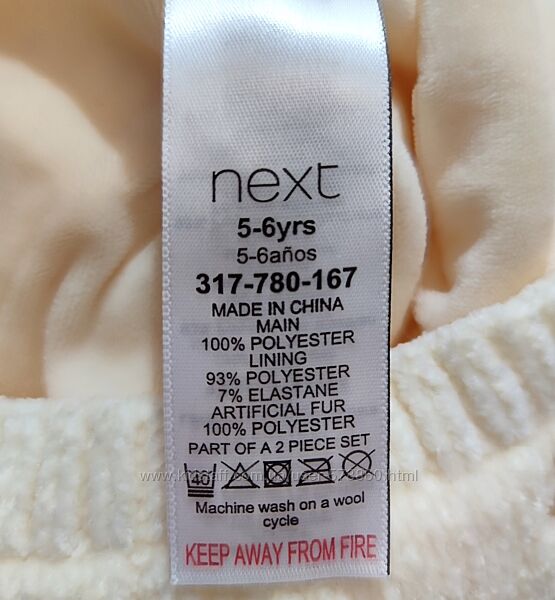 next
5-6yrs
5-6años
317-780-167
MADE IN CHINA
MAIN
100% POLYESTER
LINING
93% POLYESTER
7% ELASTANE
ARTIFICIAL FUR
100% POLYESTER
PART OF A 2 PIECE SET
40
Machine wash on a wool
cycle
KEEP AWAY FROM FIRE